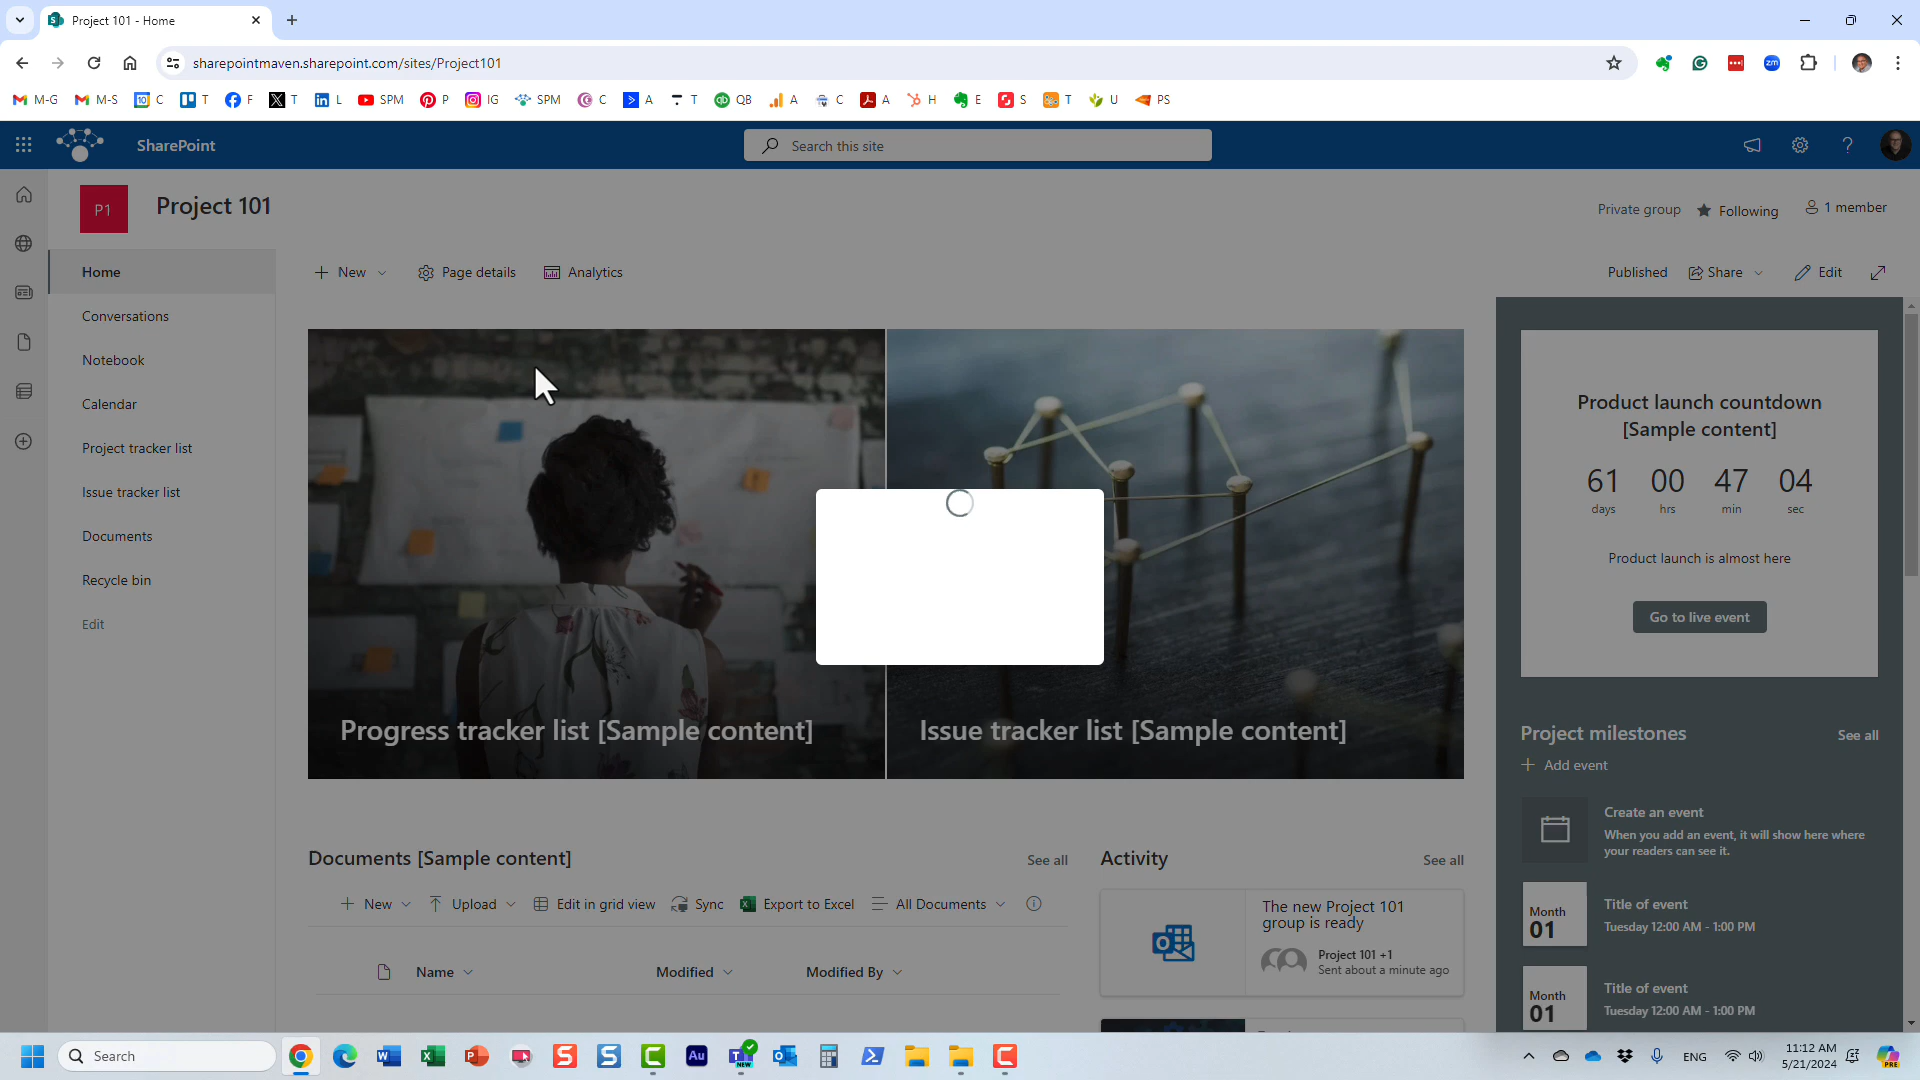 Project 101 - Home
sharepointmaven.sharepoint.com/sites/Project101
M-G M-S C T F T L SPM P IG SPM C A T QB A C A H E S T U PS
SharePoint
Search this site
P1
Project 101
Private group
Following
1 member
Home
Conversations
Notebook
Calendar
Project tracker list
Issue tracker list
Documents
Recycle bin
Edit
New
Page details
Analytics
Published
Share
Edit
Progress tracker list [Sample content]
Issue tracker list [Sample content]
Product launch countdown
[Sample content]
61 00 47 04
days hrs min sec
Product launch is almost here
Go to live event
Project milestones
See all
Add event
Create an event
When you add an event, it will show here where
your readers can see it.
Month
01
Title of event
Tuesday 12:00 AM - 1:00 PM
Month
01
Title of event
Tuesday 12:00 AM - 1:00 PM
Documents [Sample content]
See all
New Upload Edit in grid view Sync Export to Excel All Documents
Name Modified Modified By
Activity
See all
The new Project 101
group is ready
Project 101 +1
Sent about a minute ago
Search
NEW
ENG
11:12 AM
5/21/2024
PRE